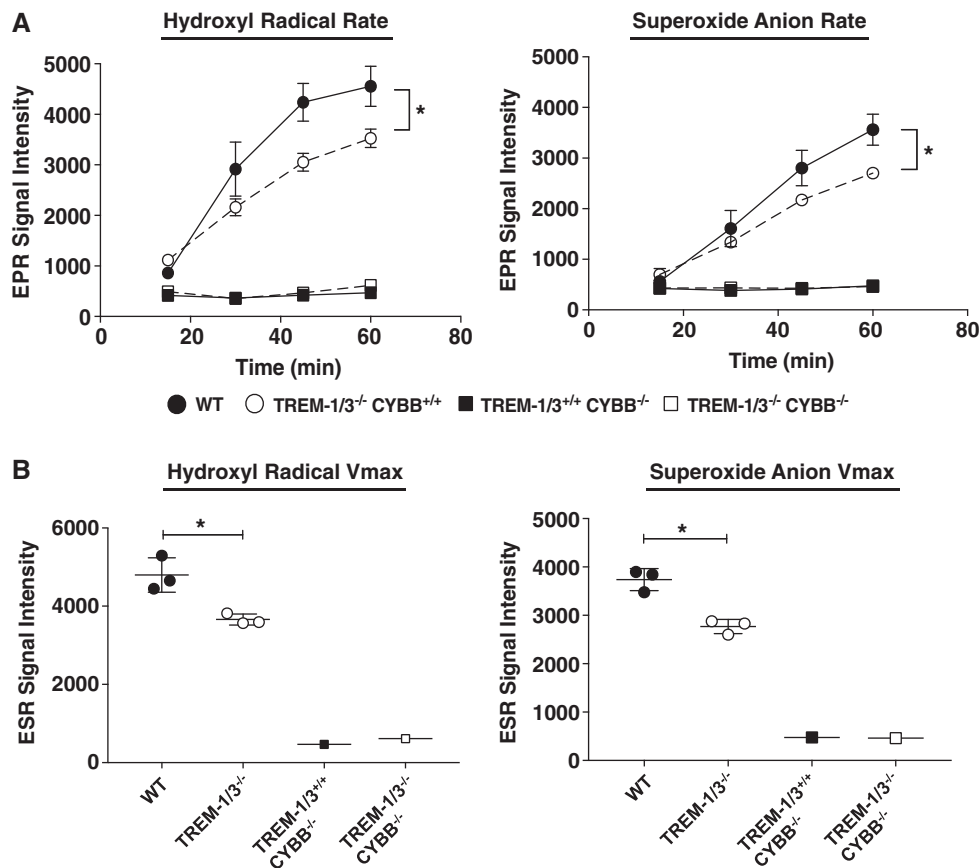 A
Hydroxyl Radical Rate
EPR Signal Intensity
5000
4000
3000
2000
1000
0
*
0 20 40 60 80
Time (min)
Superoxide Anion Rate
EPR Signal Intensity
5000
4000
3000
2000
1000
0
*
0 20 40 60 80
Time (min)
WT TREM-1/3-/- CYBB+/+ TREM-1/3+/+ CYBB-/- TREM-1/3-/- CYBB-/-
B
Hydroxyl Radical Vmax
ESR Signal Intensity
6000
4000
2000
0
*
WT
TREM-1/3-/-
TREM-1/3+/+
CYBB-/-
TREM-1/3-/-
CYBB-/-
Superoxide Anion Vmax
ESR Signal Intensity
5000
4000
3000
2000
1000
0
*
WT
TREM-1/3-/-
TREM-1/3+/+
CYBB-/-
TREM-1/3-/-
CYBB-/-